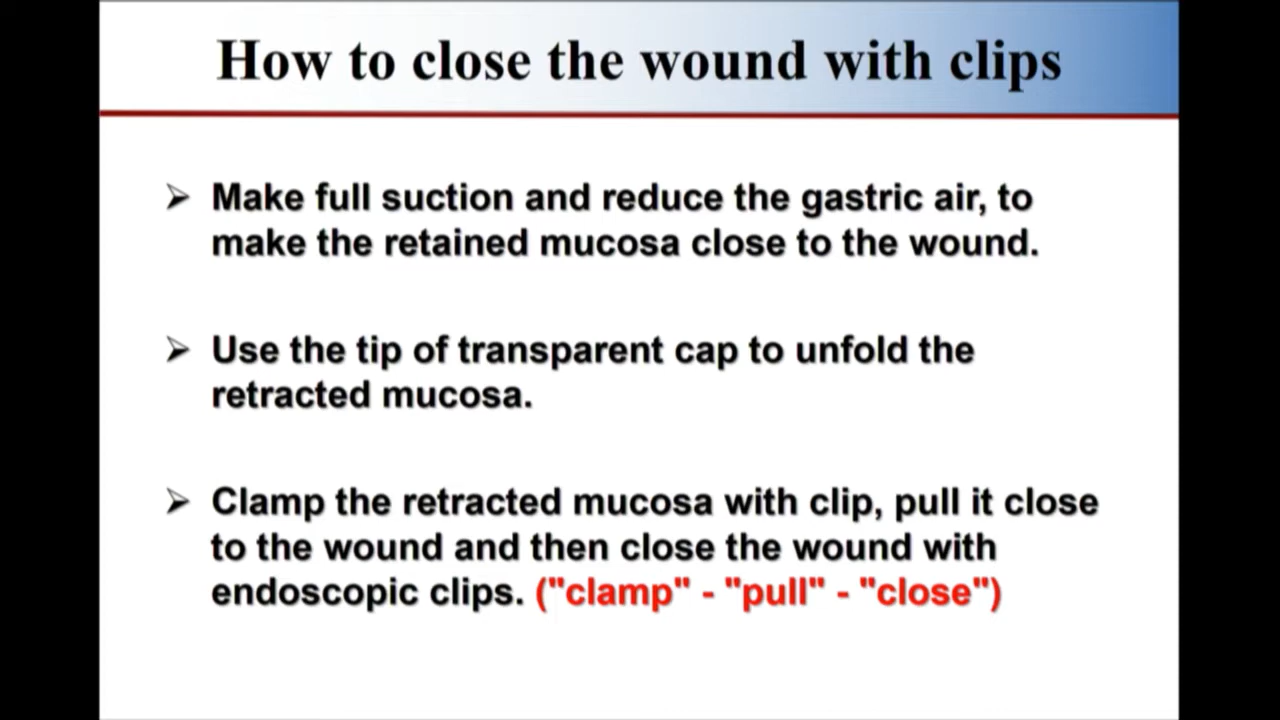 How to close the wound with clips
Make full suction and reduce the gastric air, to
make the retained mucosa close to the wound.
Use the tip of transparent cap to unfold the
retracted mucosa.
Clamp the retracted mucosa with clip, pull it close
to the wound and then close the wound with
endoscopic clips. ("clamp" - "pull" - "close")